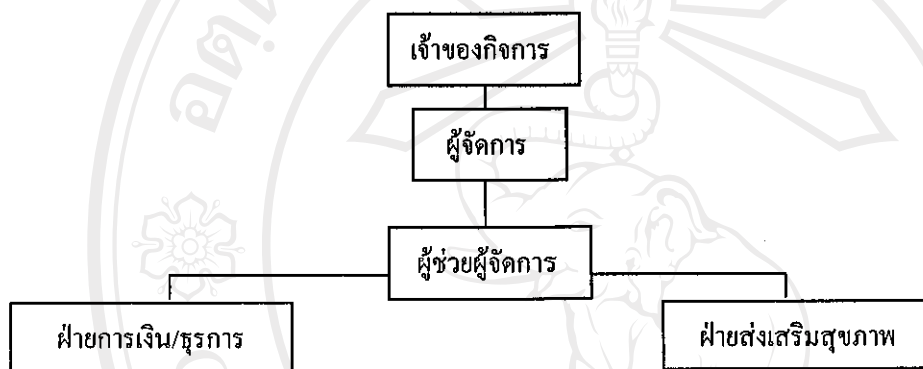 เจ้าของกิจการ
ผู้จัดการ
ผู้ช่วยผู้จัดการ
ฝ่ายการเงิน/ธุรการ
ฝ่ายส่งเสริมสุขภาพ